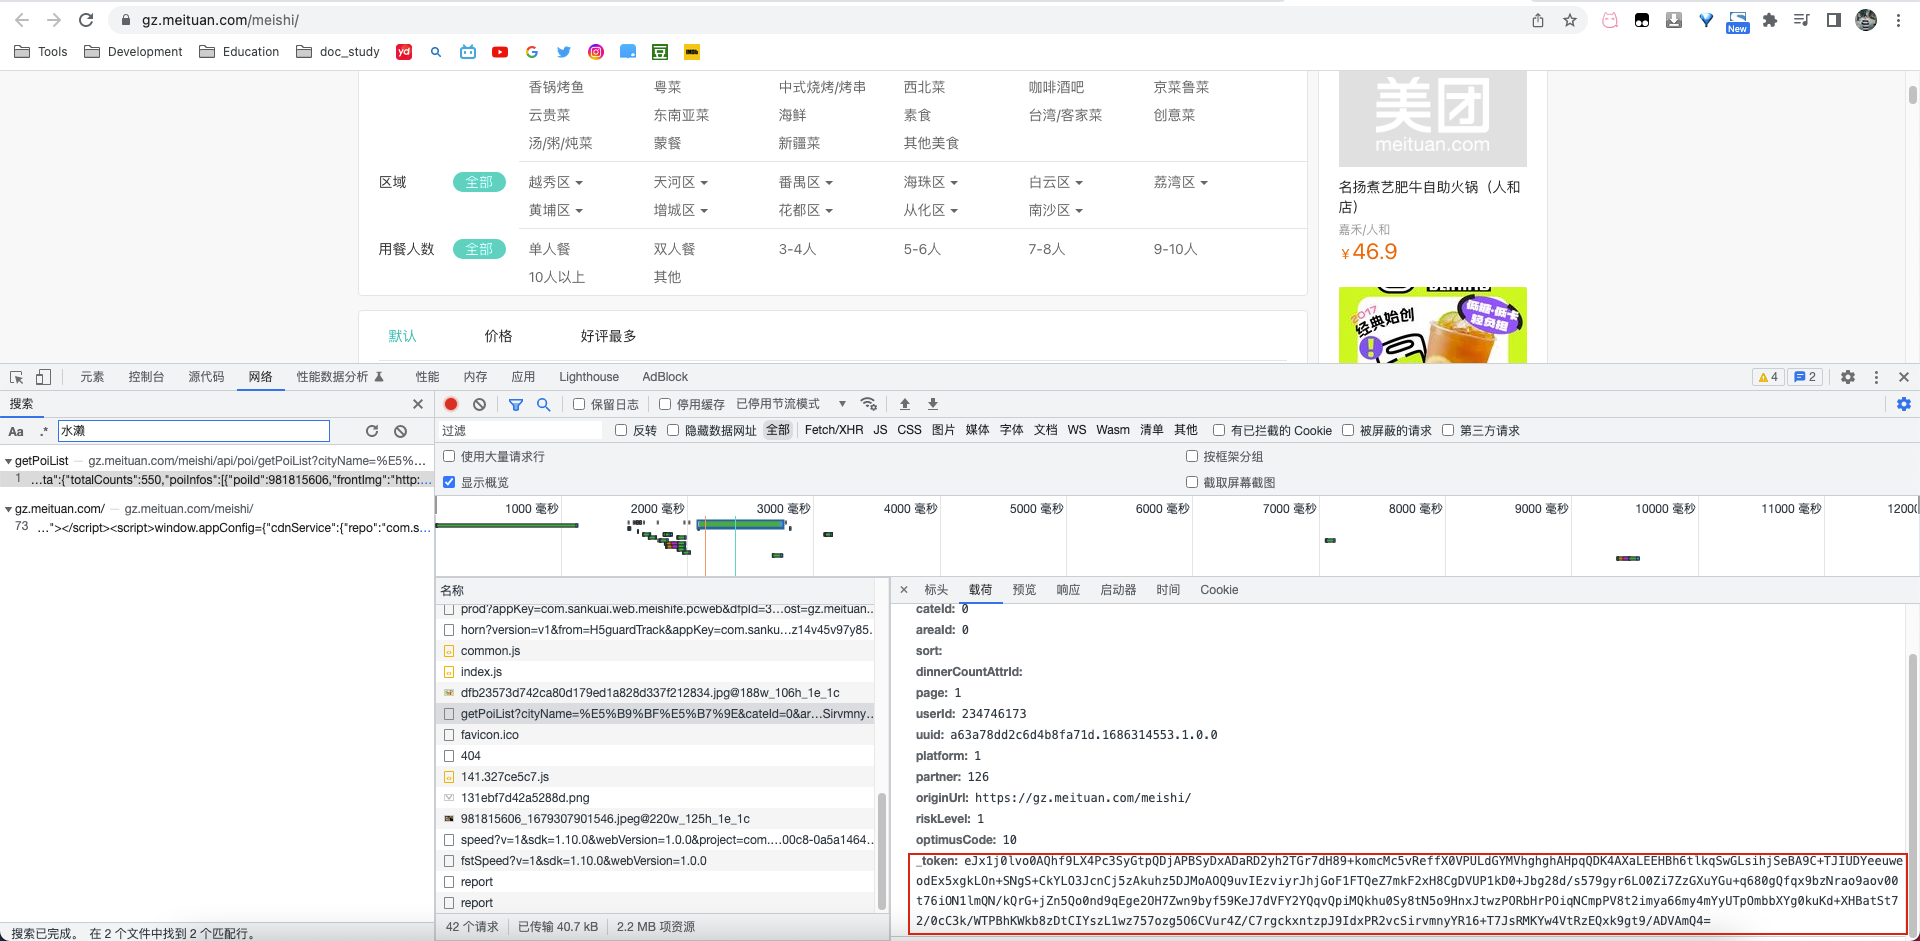 gz.meituan.com/meishi/
New
Tools Development Education doc_study
香锅烤鱼 粤菜 中式烧烤/烤串 西北菜 咖啡酒吧 京菜鲁菜
云贵菜 东南亚菜 海鲜 素食 台湾/客家菜 创意菜
汤/粥/炖菜 蒙餐 新疆菜 其他美食
区域 全部 越秀区 天河区 番禺区 海珠区 白云区 荔湾区
黄埔区 增城区 花都区 从化区 南沙区
用餐人数 全部 单人餐 双人餐 3-4人 5-6人 7-8人 9-10人
10人以上 其他
默认 价格 好评最多
美团
meituan.com
名扬煮艺肥牛自助火锅（人和
店）
嘉禾/人和
¥46.9
2017
经典始创
低糖·低卡
轻负担
元素 控制台 源代码 网络 性能数据分析 性能 内存 应用 Lighthouse AdBlock 4 2
搜索
保留日志 停用缓存 已停用节流模式
Aa .* 水濑
过滤 反转 隐藏数据网址 全部 Fetch/XHR JS CSS 图片 媒体 字体 文档 WS Wasm 清单 其他 有已拦截的 Cookie 被屏蔽的请求 第三方请求
getPoiList — gz.meituan.com/meishi/api/poi/getPoiList?cityName=%E5%…
1 …ta":{"totalCounts":550,"poiInfos":[{"poiId":981815606,"frontImg":"http:…
gz.meituan.com/ — gz.meituan.com/meishi/
73 …"></script><script>window.appConfig={"cdnService":{"repo":"com.s…
使用大量请求行 按框架分组
显示概览 截取屏幕截图
1000 毫秒 2000 毫秒 3000 毫秒 4000 毫秒 5000 毫秒 6000 毫秒 7000 毫秒 8000 毫秒 9000 毫秒 10000 毫秒 11000 毫秒 12000
名称
prod?appKey=com.sankuai.web.meishife.pcweb&dfpId=3…ost=gz.meituan..
horn?version=v1&from=H5guardTrack&appKey=com.sanku…z14v45v97y85.
common.js
index.js
dfb23573d742ca80d179ed1a828d337f212834.jpg@188w_106h_1e_1c
getPoiList?cityName=%E5%B9%BF%E5%B7%9E&cateId=0&ar…Sirvmny..
favicon.ico
404
141.327ce5c7.js
131ebf7d42a5288d.png
981815606_1679307901546.jpeg@220w_125h_1e_1c
speed?v=1&sdk=1.10.0&webVersion=1.0.0&project=com.…00c8-0a5a1464..
fstSpeed?v=1&sdk=1.10.0&webVersion=1.0.0
report
report
标头 载荷 预览 响应 启动器 时间 Cookie
cateId: 0
areaId: 0
sort:
dinnerCountAttrId:
page: 1
userId: 234746173
uuid: a63a78dd2c6d4b8fa71d.1686314553.1.0.0
platform: 1
partner: 126
originUrl: https://gz.meituan.com/meishi/
riskLevel: 1
optimusCode: 10
_token: eJx1j0lvo0AQhf9LX4Pc3SyGtpQDjAPBSyDxADaRD2yh2TGr7dH89+komcMc5vReffX0VPULdGYMVhghghAHpqQDK4AXaLEEHBh6tlkqSwGLsihjSeBA9C+TJIUDYeeuwe
odEx5xgkLOn+SNgS+CkYLO3JcnCj5zAkuhz5DJMoAOQ9uvIEzviyrJhjGoF1FTQeZ7mkF2xH8CgDVUP1kD0+Jbg28d/s579gyr6LO0Zi7ZzGXuYGu+q680gQfqx9bzNrao9aov00
t76iON1lmQN/kQrG+jZn5Qo0nd9qEge2OH7Zwn9byf59KeJ7dVFY2YQqvQpiMQkhu0Sy8tN5o9HnxJtwzPORbHrPOiqNCmpPV8t2imya66my4mYyUTpOmbbXYg0kuKd+XHBatSt7
2/0cC3k/WTPBhKWkb8zDtCIYszL1wz757ozg5O6CVur4Z/C7rgckxntzpJ9IdxPR2vcSirvmnyYR16+T7JsRMKYw4VtRzEQxk9gt9/ADVAmQ4=
搜索已完成。 在 2 个文件中找到 2 个匹配行。
42 个请求 已传输 40.7 kB 2.2 MB 项资源